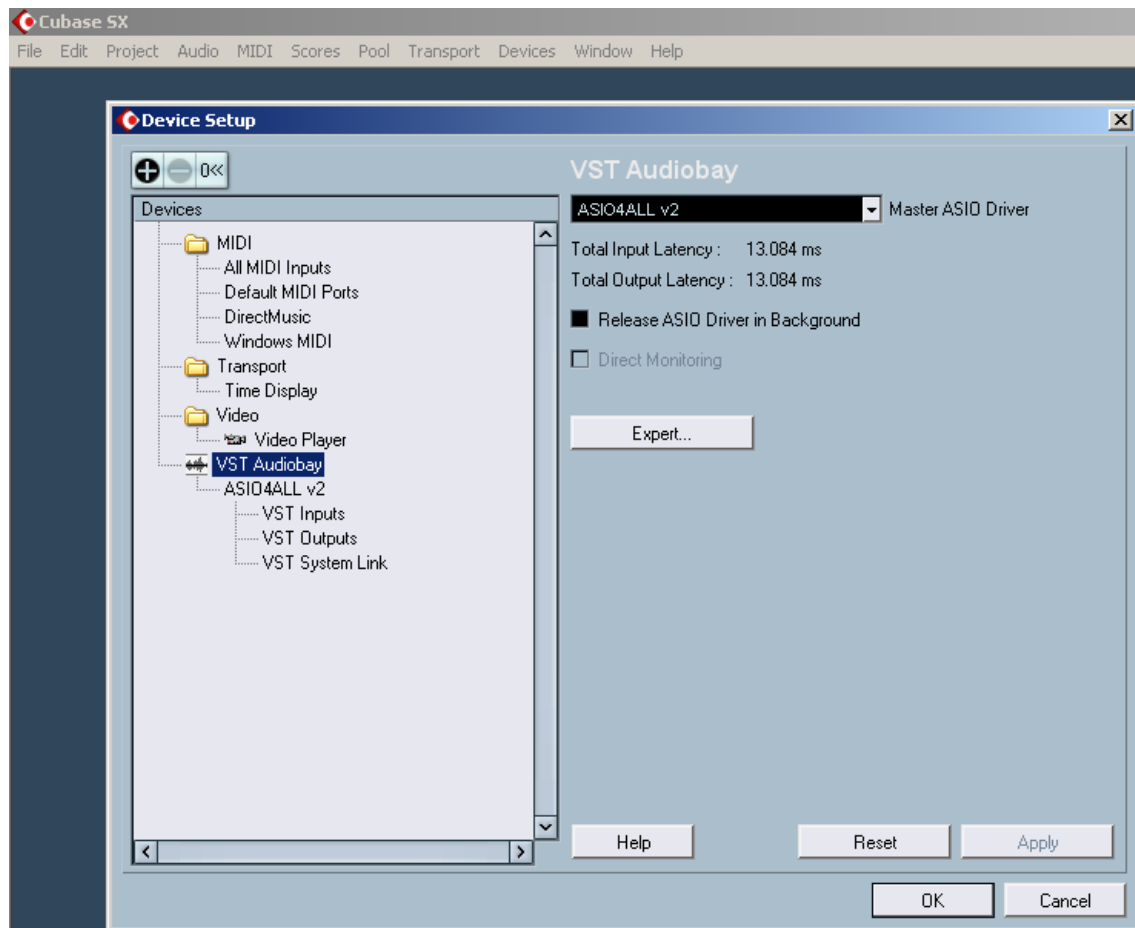 Cubase SX
File Edit Project Audio MIDI Scores Pool Transport Devices Window Help
Device Setup
0<<
VST Audiobay
Devices
ASIO4ALL v2 Master ASIO Driver
MIDI
All MIDI Inputs
Default MIDI Ports
DirectMusic
Windows MIDI
Transport
Time Display
Video
Video Player
VST Audiobay
ASIO4ALL v2
VST Inputs
VST Outputs
VST System Link
Total Input Latency : 13.084 ms
Total Output Latency : 13.084 ms
Release ASIO Driver in Background
Direct Monitoring
Expert...
Help Reset Apply
OK Cancel